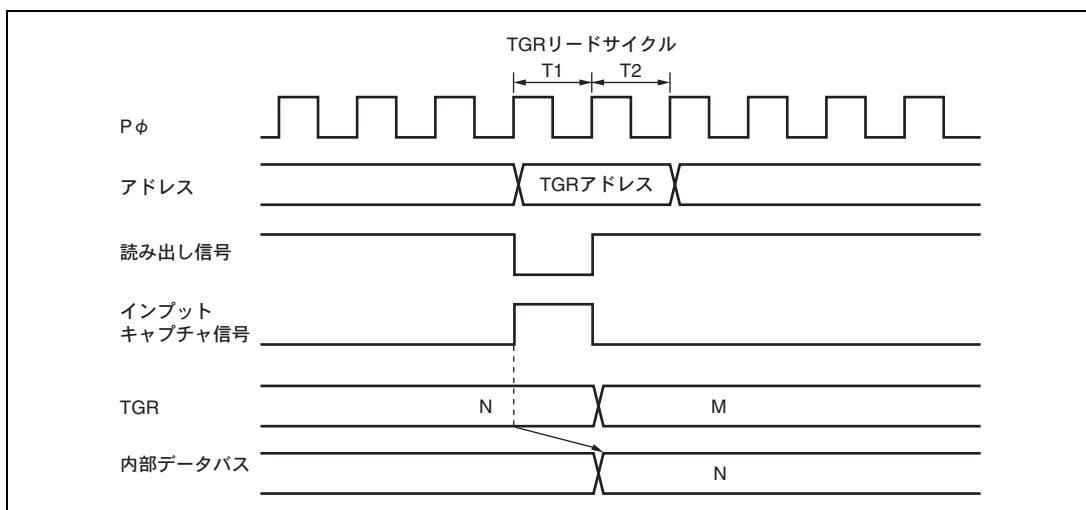 TGRリードサイクル
T1 T2
Pφ
アドレス TGRアドレス
読み出し信号
インプット
キャプチャ信号
TGR N M
内部データバス N